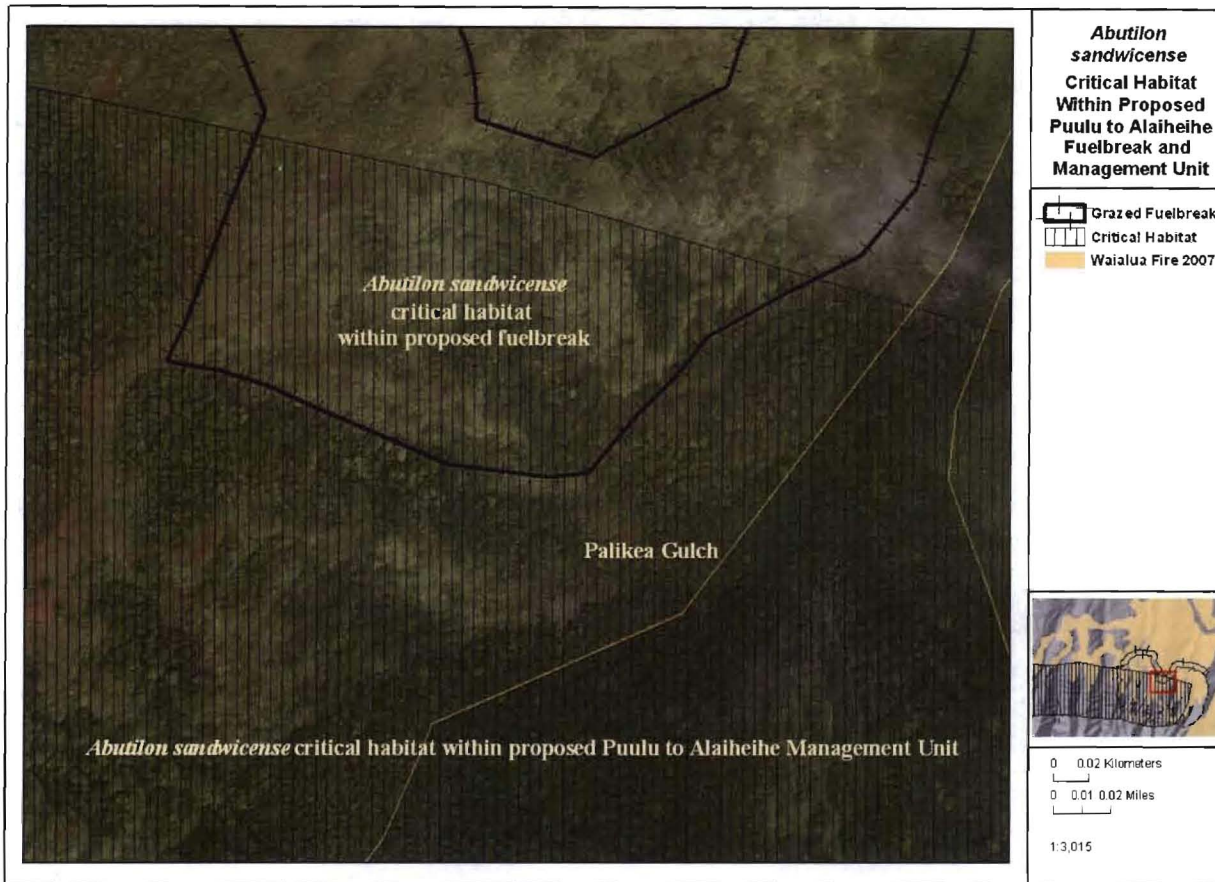 Abutilon
sandwicense
critical habitat
within proposed fuelbreak
Palikea Gulch
Abutilon sandwicense critical habitat within proposed Puulu to Alaiheihe Management Unit
Abutilon
sandwicense
Critical Habitat
Within Proposed
Puulu to Alaiheihe
Fuelbreak and
Management Unit
Grazed Fuelbreak
Critical Habitat
Waialua Fire 2007
0 0.02 Kilometers
0 0.01 0.02 Miles
1:3,015